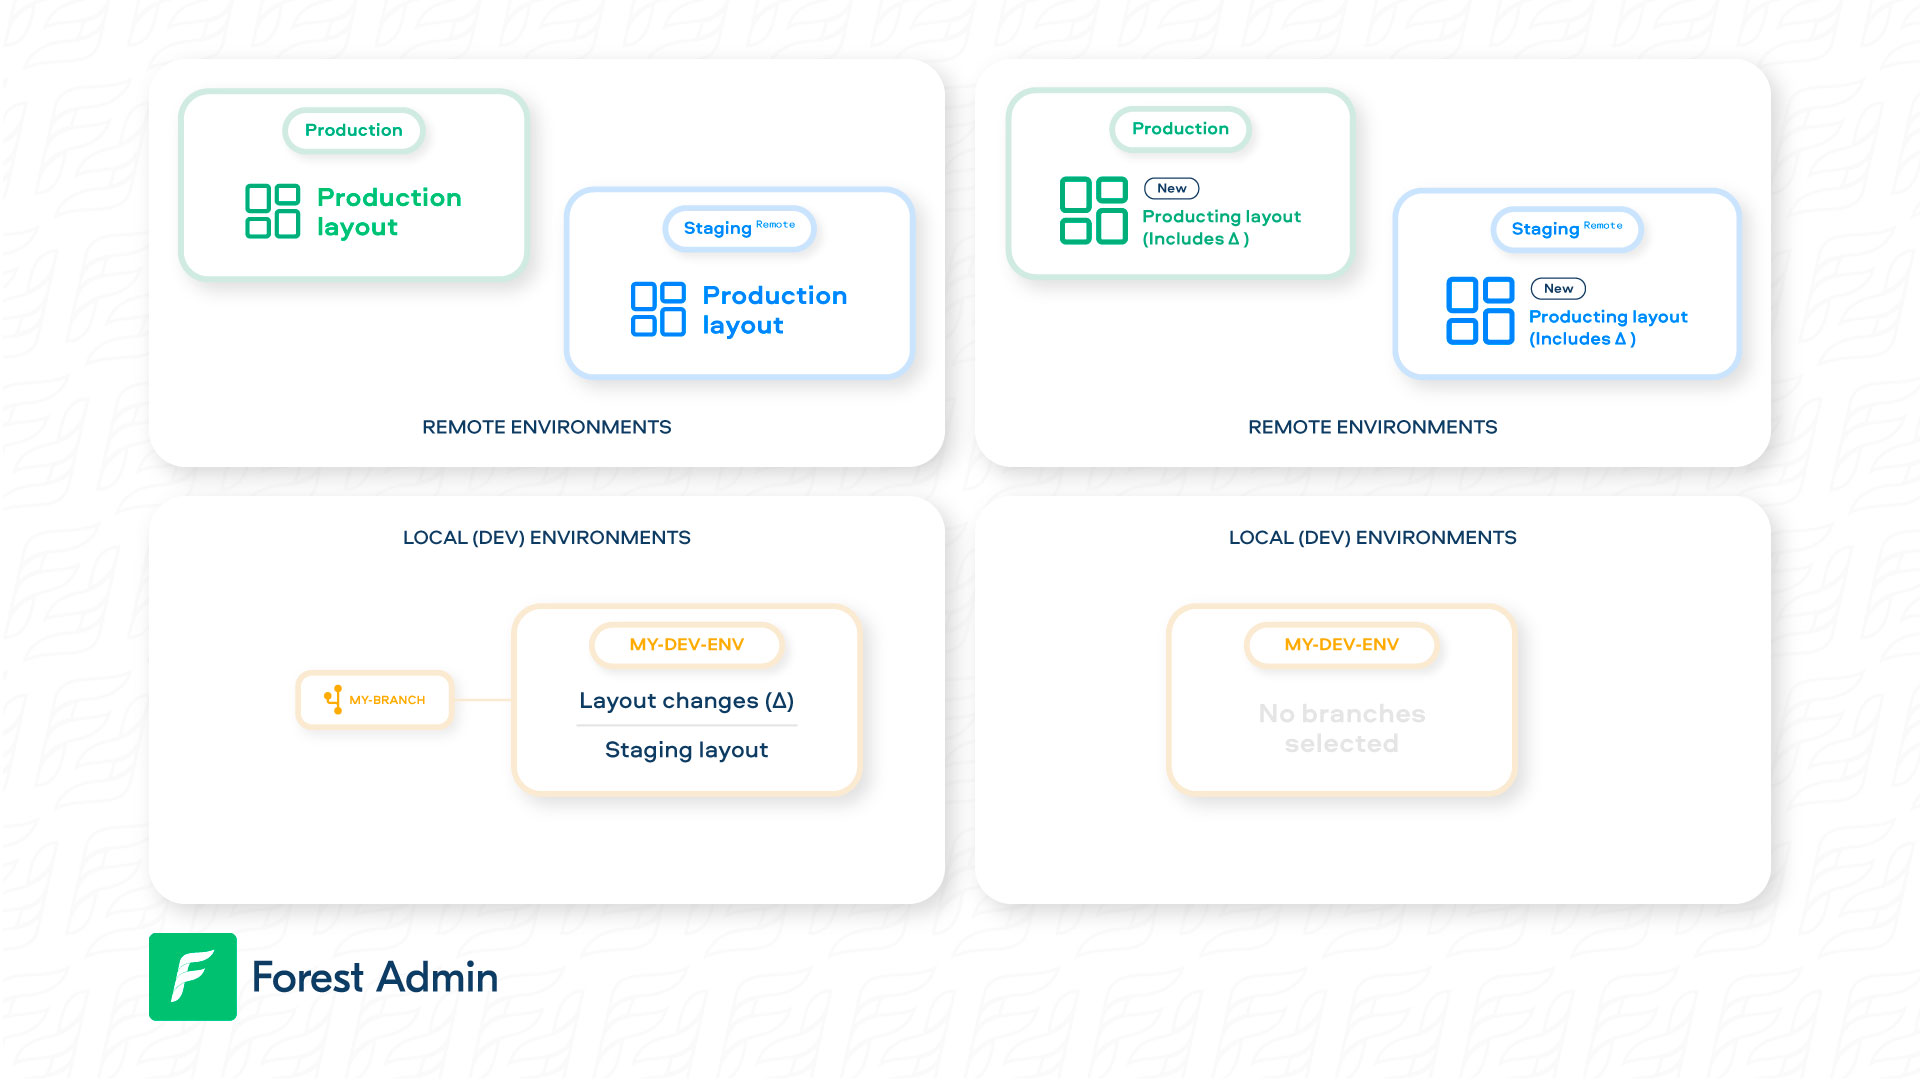 Production
Production
layout
Staging Remote
Production
layout
REMOTE ENVIRONMENTS
Production
New
Producting layout
(Includes Δ )
Staging Remote
New
Producting layout
(Includes Δ )
REMOTE ENVIRONMENTS
LOCAL (DEV) ENVIRONMENTS
MY-BRANCH
MY-DEV-ENV
Layout changes (Δ)
Staging layout
LOCAL (DEV) ENVIRONMENTS
MY-DEV-ENV
No branches
selected
Forest Admin